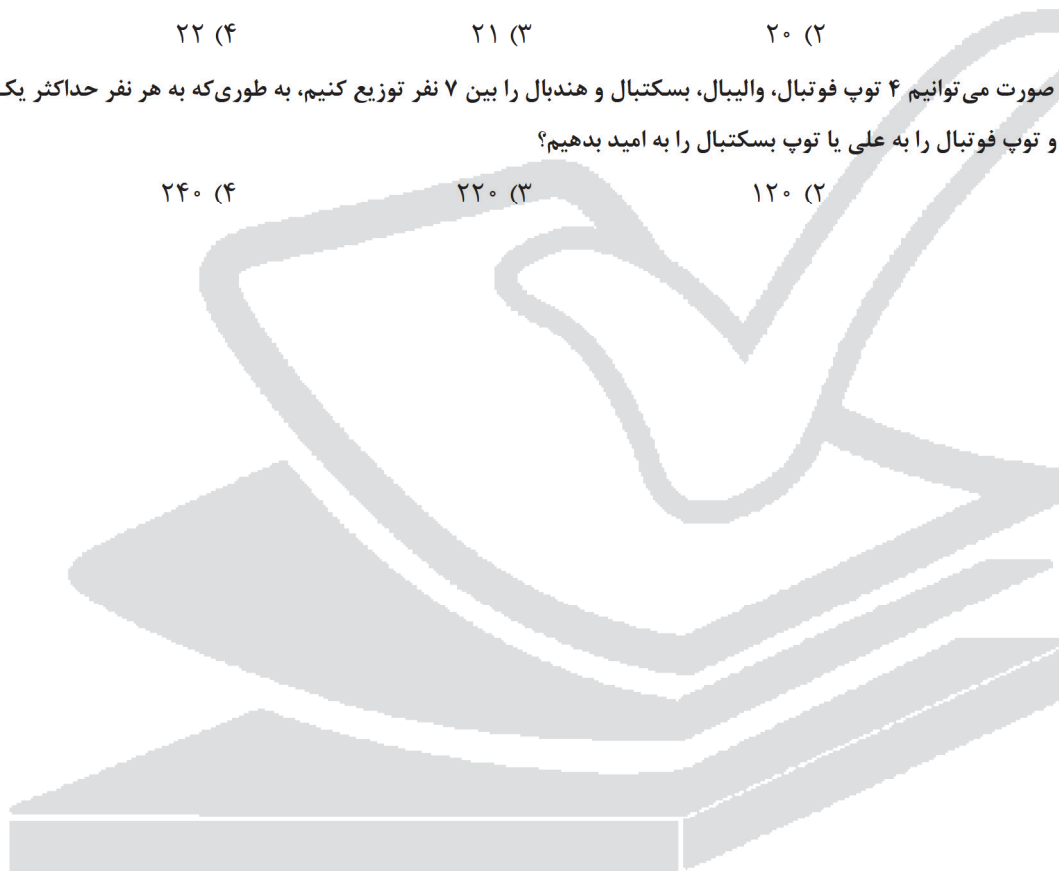 ۲) ۲۰ ۳) ۲۱ ۴) ۲۲
صورت می‌توانیم ۴ توپ فوتبال، والیبال، بسکتبال و هندبال را بین ۷ نفر توزیع کنیم، به طوری‌که به هر نفر حداکثر یک
و توپ فوتبال را به علی یا توپ بسکتبال را به امید بدهیم؟
۲) ۱۲۰ ۳) ۲۲۰ ۴) ۲۴۰